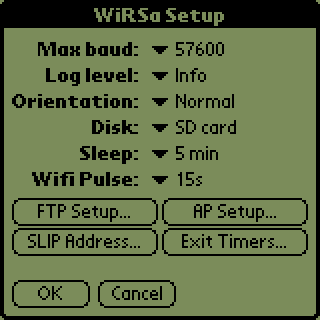 WiRSa Setup
Max baud: 57600
Log level: Info
Orientation: Normal
Disk: SD card
Sleep: 5 min
Wifi Pulse: 15s
FTP Setup... AP Setup...
SLIP Address... Exit Timers...
OK Cancel